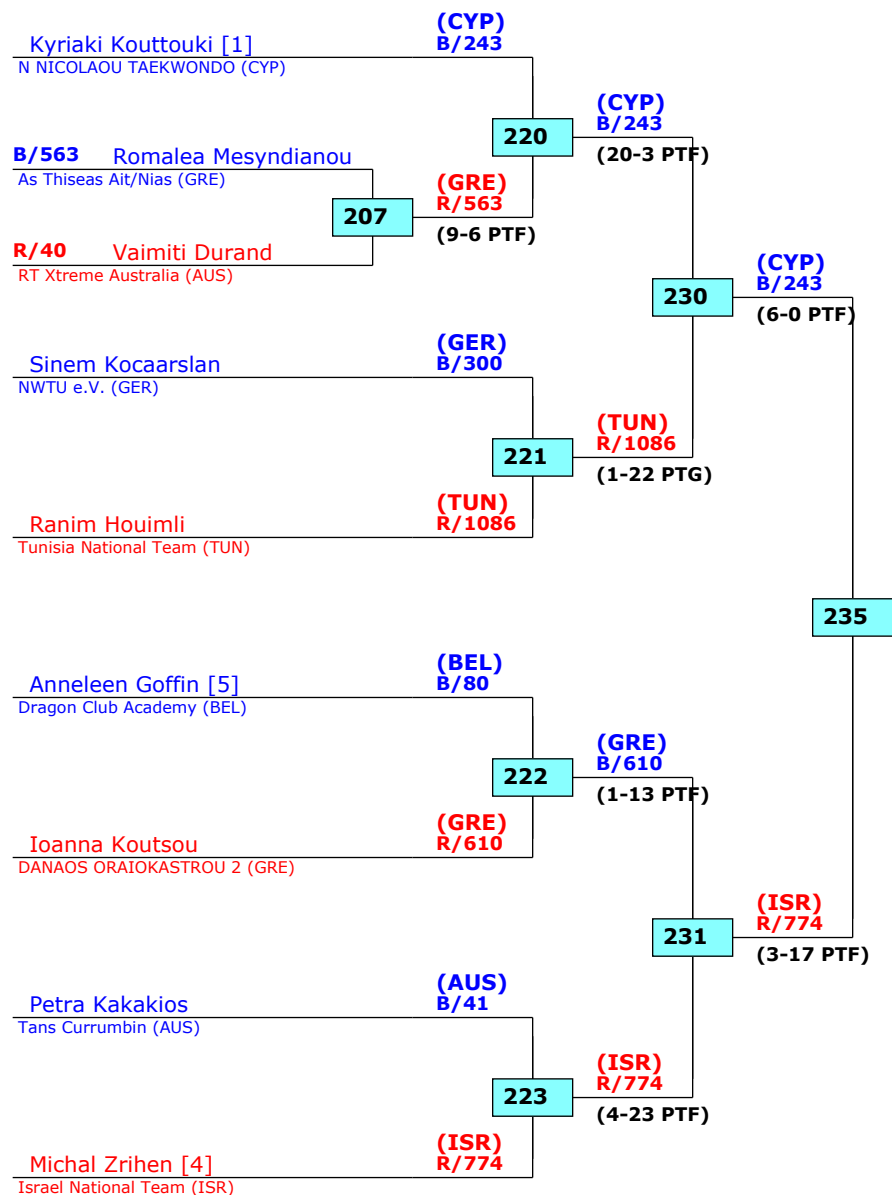 (CYP)
Kyriaki Kouttouki [1] B/243
N NICOLAOU TAEKWONDO (CYP)
(CYP)
220 B/243
(20-3 PTF)
B/563 Romalea Mesyndianou
As Thiseas Ait/Nias (GRE)
(GRE)
207 R/563
(9-6 PTF)
R/40 Vaimiti Durand
RT Xtreme Australia (AUS)
(CYP)
230 B/243
(6-0 PTF)
(GER)
Sinem Kocaarslan B/300
NWTU e.V. (GER)
(TUN)
221 R/1086
(1-22 PTG)
(TUN)
Ranim Houimli R/1086
Tunisia National Team (TUN)
235
(BEL)
Anneleen Goffin [5] B/80
Dragon Club Academy (BEL)
(GRE)
222 B/610
(1-13 PTF)
(GRE)
Ioanna Koutsou R/610
DANAOS ORAIOKASTROU 2 (GRE)
(ISR)
231 R/774
(3-17 PTF)
(AUS)
Petra Kakakios B/41
Tans Currumbin (AUS)
(ISR)
223 R/774
(4-23 PTF)
(ISR)
Michal Zrihen [4] R/774
Israel National Team (ISR)